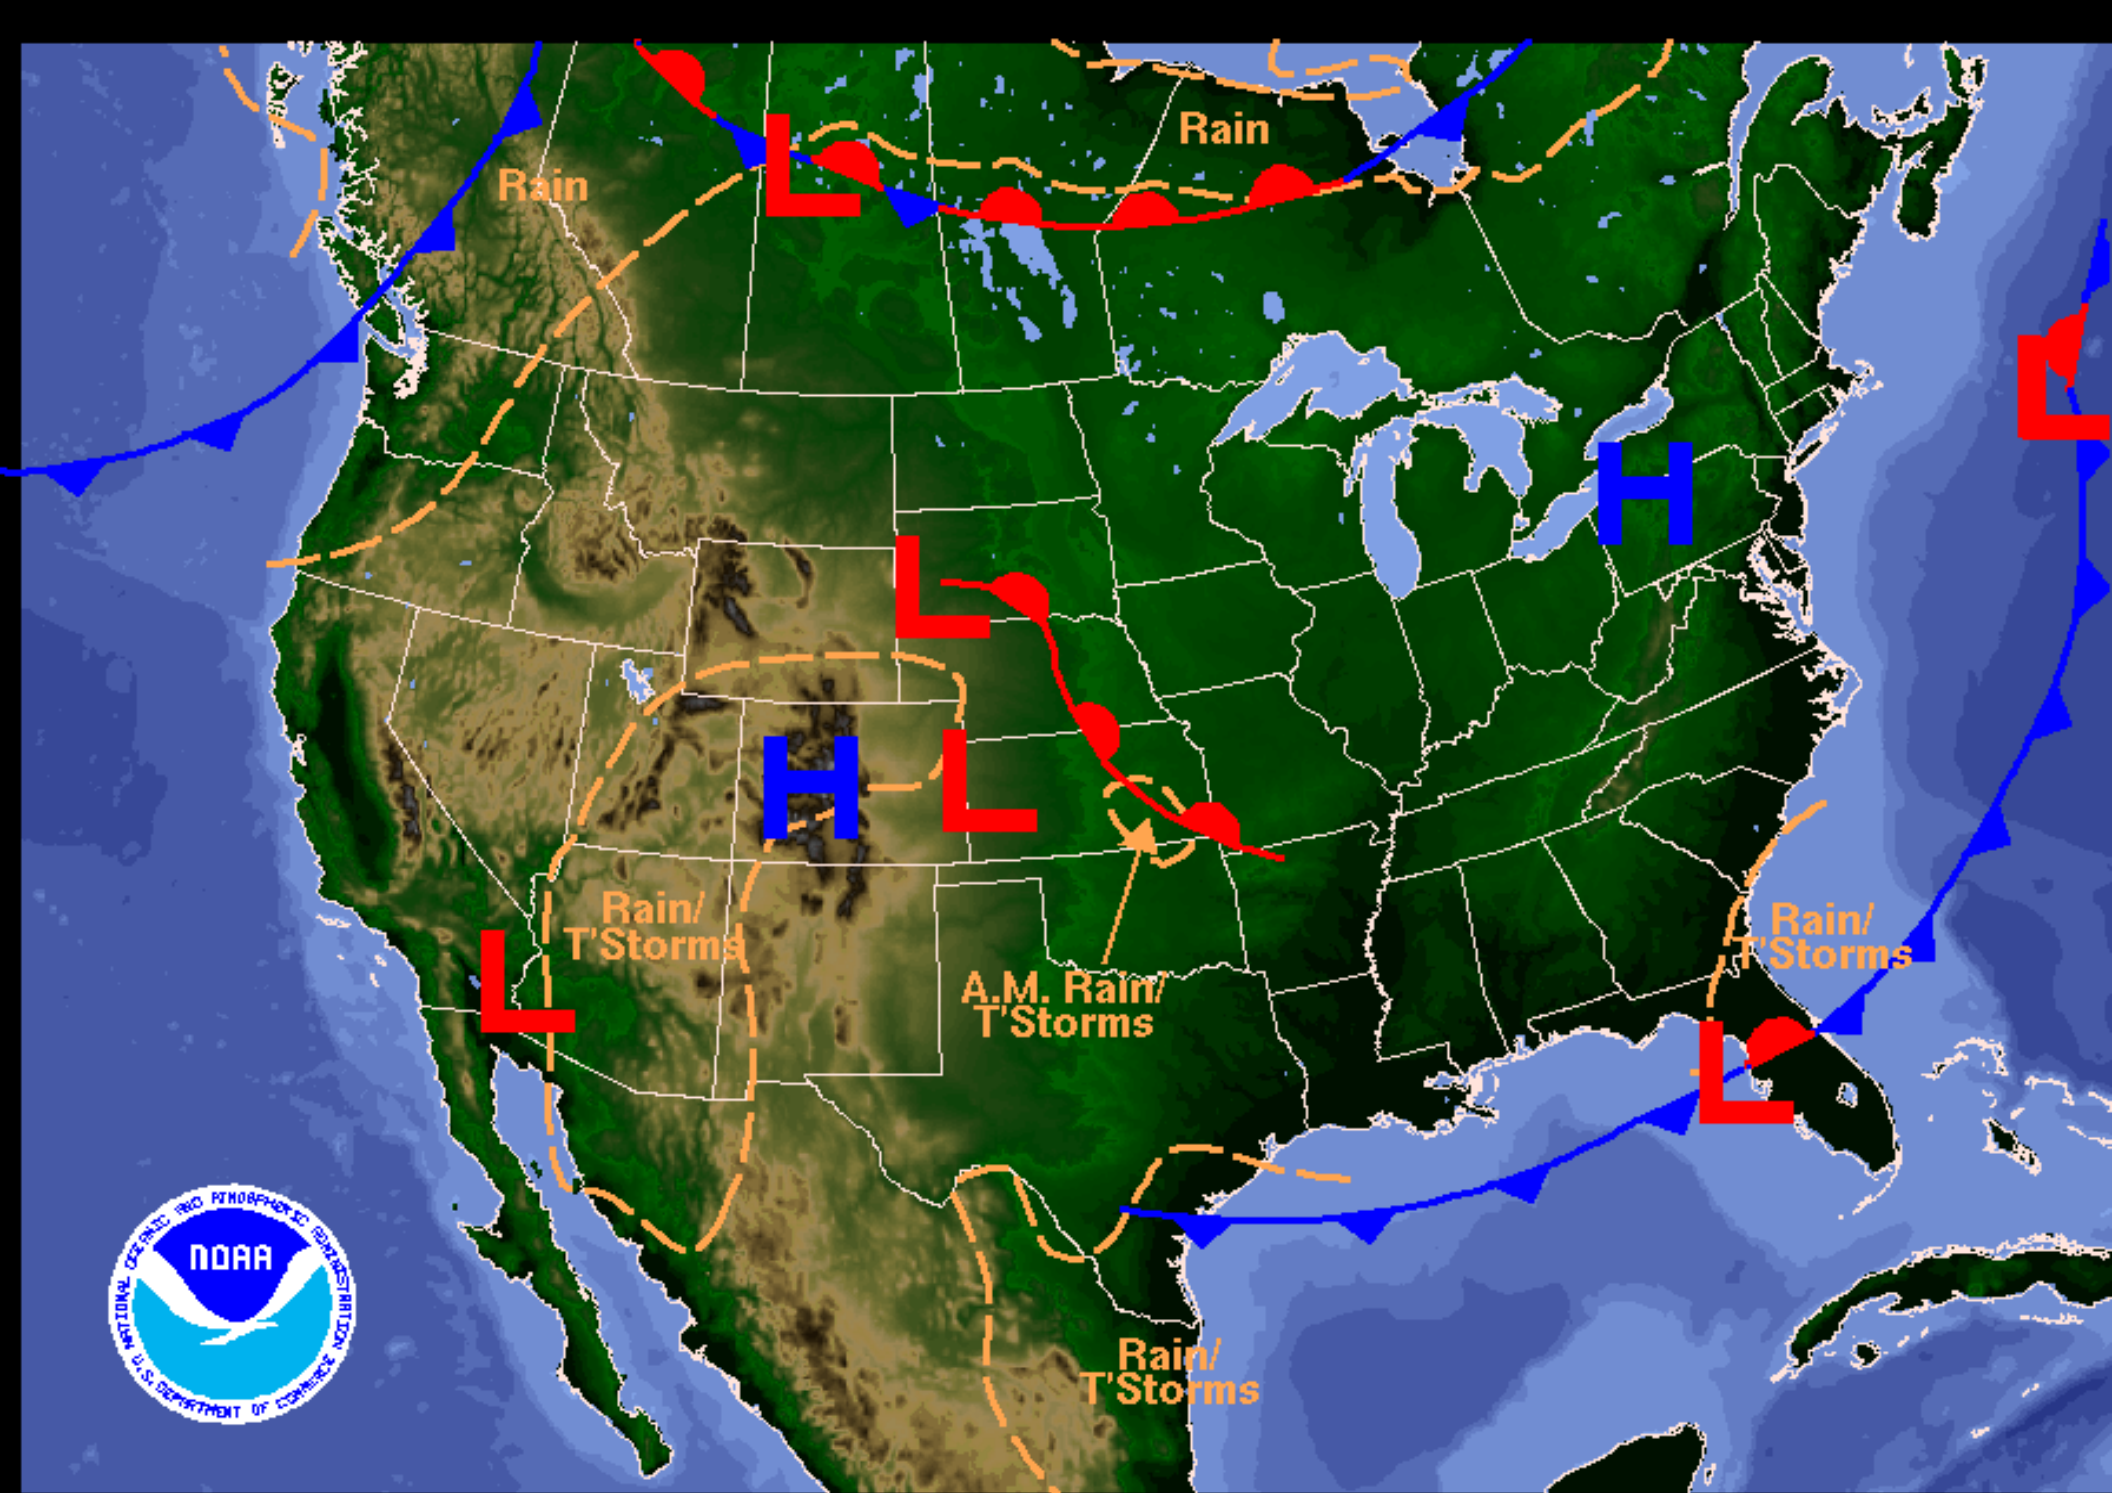 Rain
Rain
L
L
H
L
H
L
Rain/
T'Storms
L
A.M. Rain/
T'Storms
Rain/
T'Storms
L
L
Rain/
T'Storms
NATIONAL OCEANIC AND ATMOSPHERIC ADMINISTRATION
NOAA
U.S. DEPARTMENT OF COMMERCE